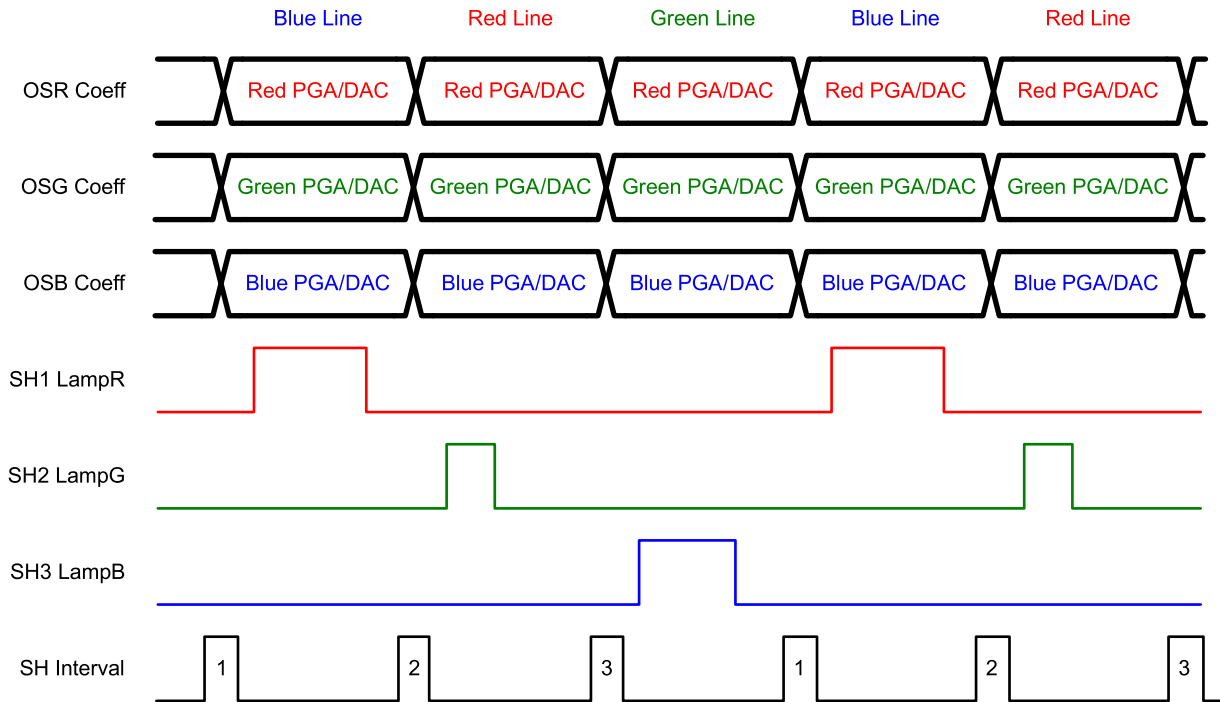 Blue Line Red Line Green Line Blue Line Red Line
OSR Coeff Red PGA/DAC Red PGA/DAC Red PGA/DAC Red PGA/DAC Red PGA/DAC
OSG Coeff Green PGA/DAC Green PGA/DAC Green PGA/DAC Green PGA/DAC Green PGA/DAC
OSB Coeff Blue PGA/DAC Blue PGA/DAC Blue PGA/DAC Blue PGA/DAC Blue PGA/DAC
SH1 LampR
SH2 LampG
SH3 LampB
SH Interval 1 2 3 1 2 3